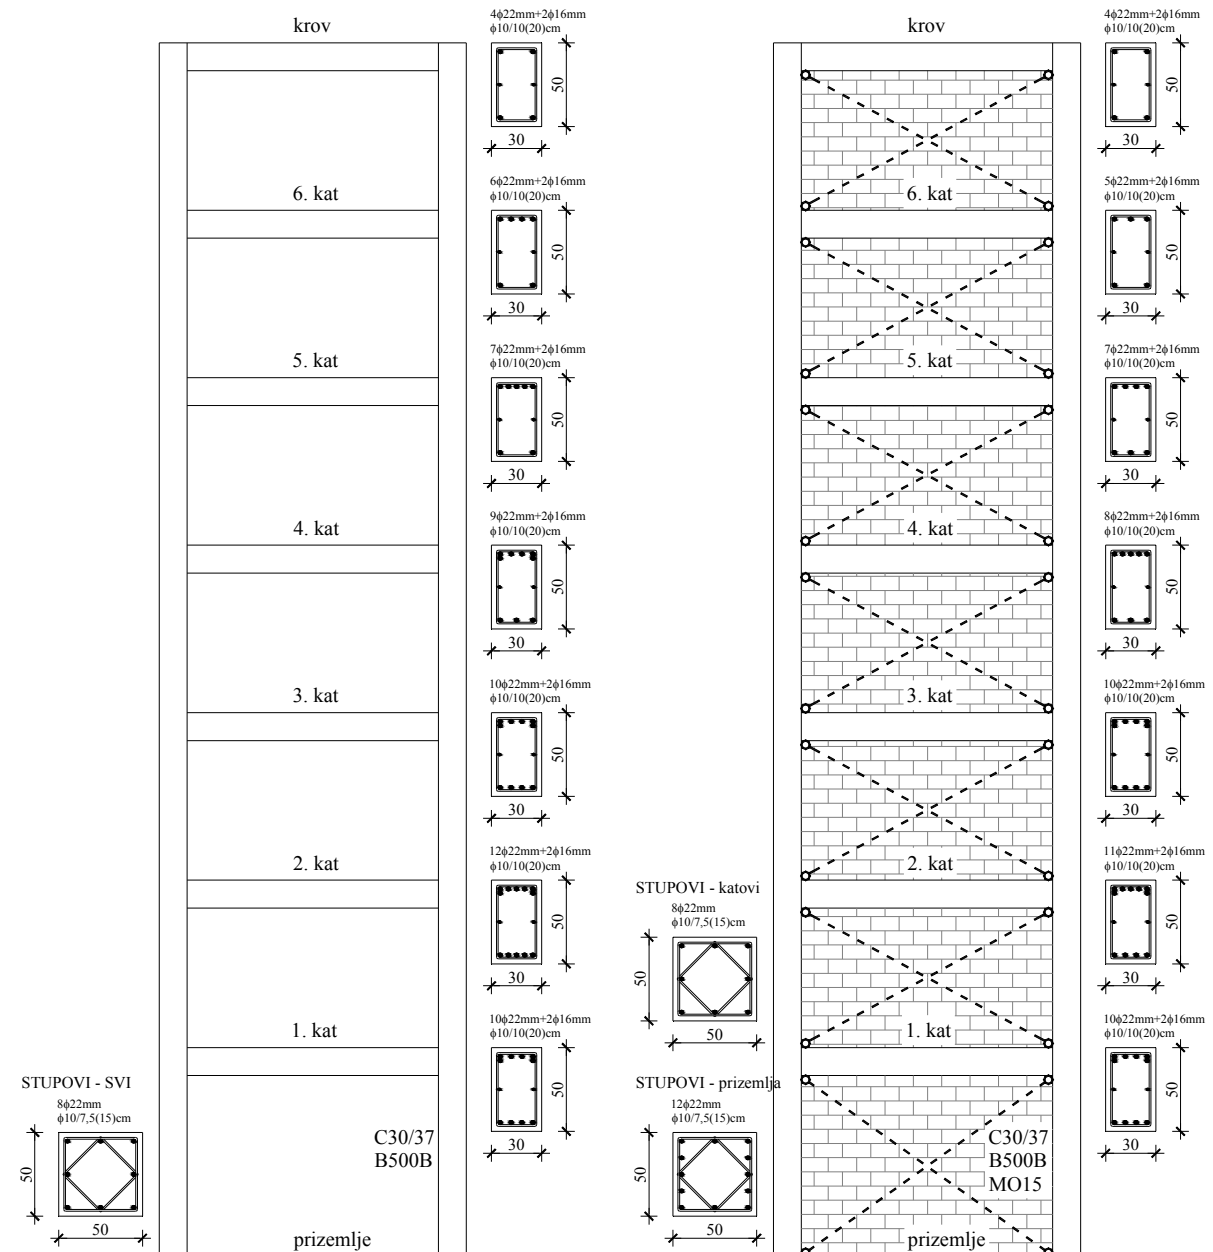 krov
4ϕ22mm+2ϕ16mm
ϕ10/10(20)cm
50
30
6. kat
6ϕ22mm+2ϕ16mm
ϕ10/10(20)cm
50
30
5. kat
7ϕ22mm+2ϕ16mm
ϕ10/10(20)cm
50
30
4. kat
9ϕ22mm+2ϕ16mm
ϕ10/10(20)cm
50
30
3. kat
10ϕ22mm+2ϕ16mm
ϕ10/10(20)cm
50
30
2. kat
12ϕ22mm+2ϕ16mm
ϕ10/10(20)cm
50
30
1. kat
10ϕ22mm+2ϕ16mm
ϕ10/10(20)cm
50
30
STUPOVI - SVI
8ϕ22mm
ϕ10/7,5(15)cm
50
50
C30/37
B500B
prizemlje
krov
4ϕ22mm+2ϕ16mm
ϕ10/10(20)cm
50
30
6. kat
5ϕ22mm+2ϕ16mm
ϕ10/10(20)cm
50
30
5. kat
7ϕ22mm+2ϕ16mm
ϕ10/10(20)cm
50
30
4. kat
8ϕ22mm+2ϕ16mm
ϕ10/10(20)cm
50
30
3. kat
10ϕ22mm+2ϕ16mm
ϕ10/10(20)cm
50
30
2. kat
11ϕ22mm+2ϕ16mm
ϕ10/10(20)cm
50
30
STUPOVI - katovi
8ϕ22mm
ϕ10/7,5(15)cm
50
50
1. kat
10ϕ22mm+2ϕ16mm
ϕ10/10(20)cm
50
30
STUPOVI - prizemlja
12ϕ22mm
ϕ10/7,5(15)cm
50
50
C30/37
B500B
MO15
prizemlje